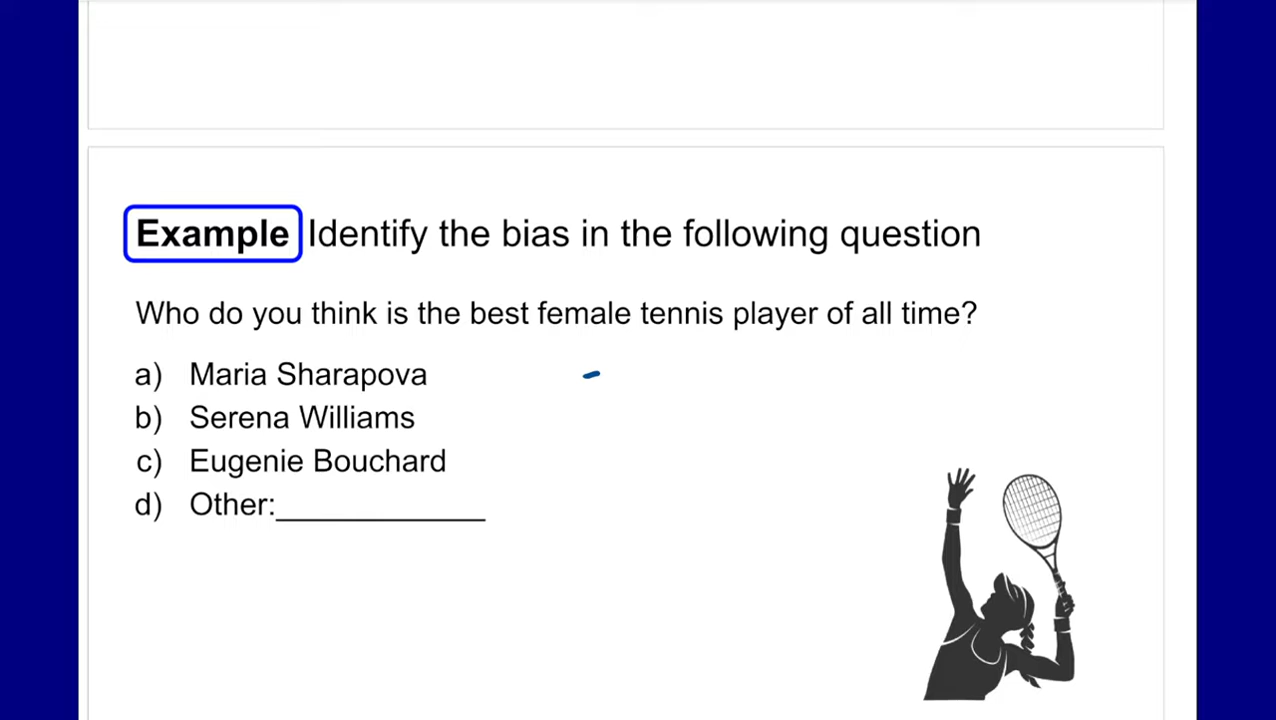 Example Identify the bias in the following question
Who do you think is the best female tennis player of all time?
a) Maria Sharapova
b) Serena Williams
c) Eugenie Bouchard
d) Other:_____________